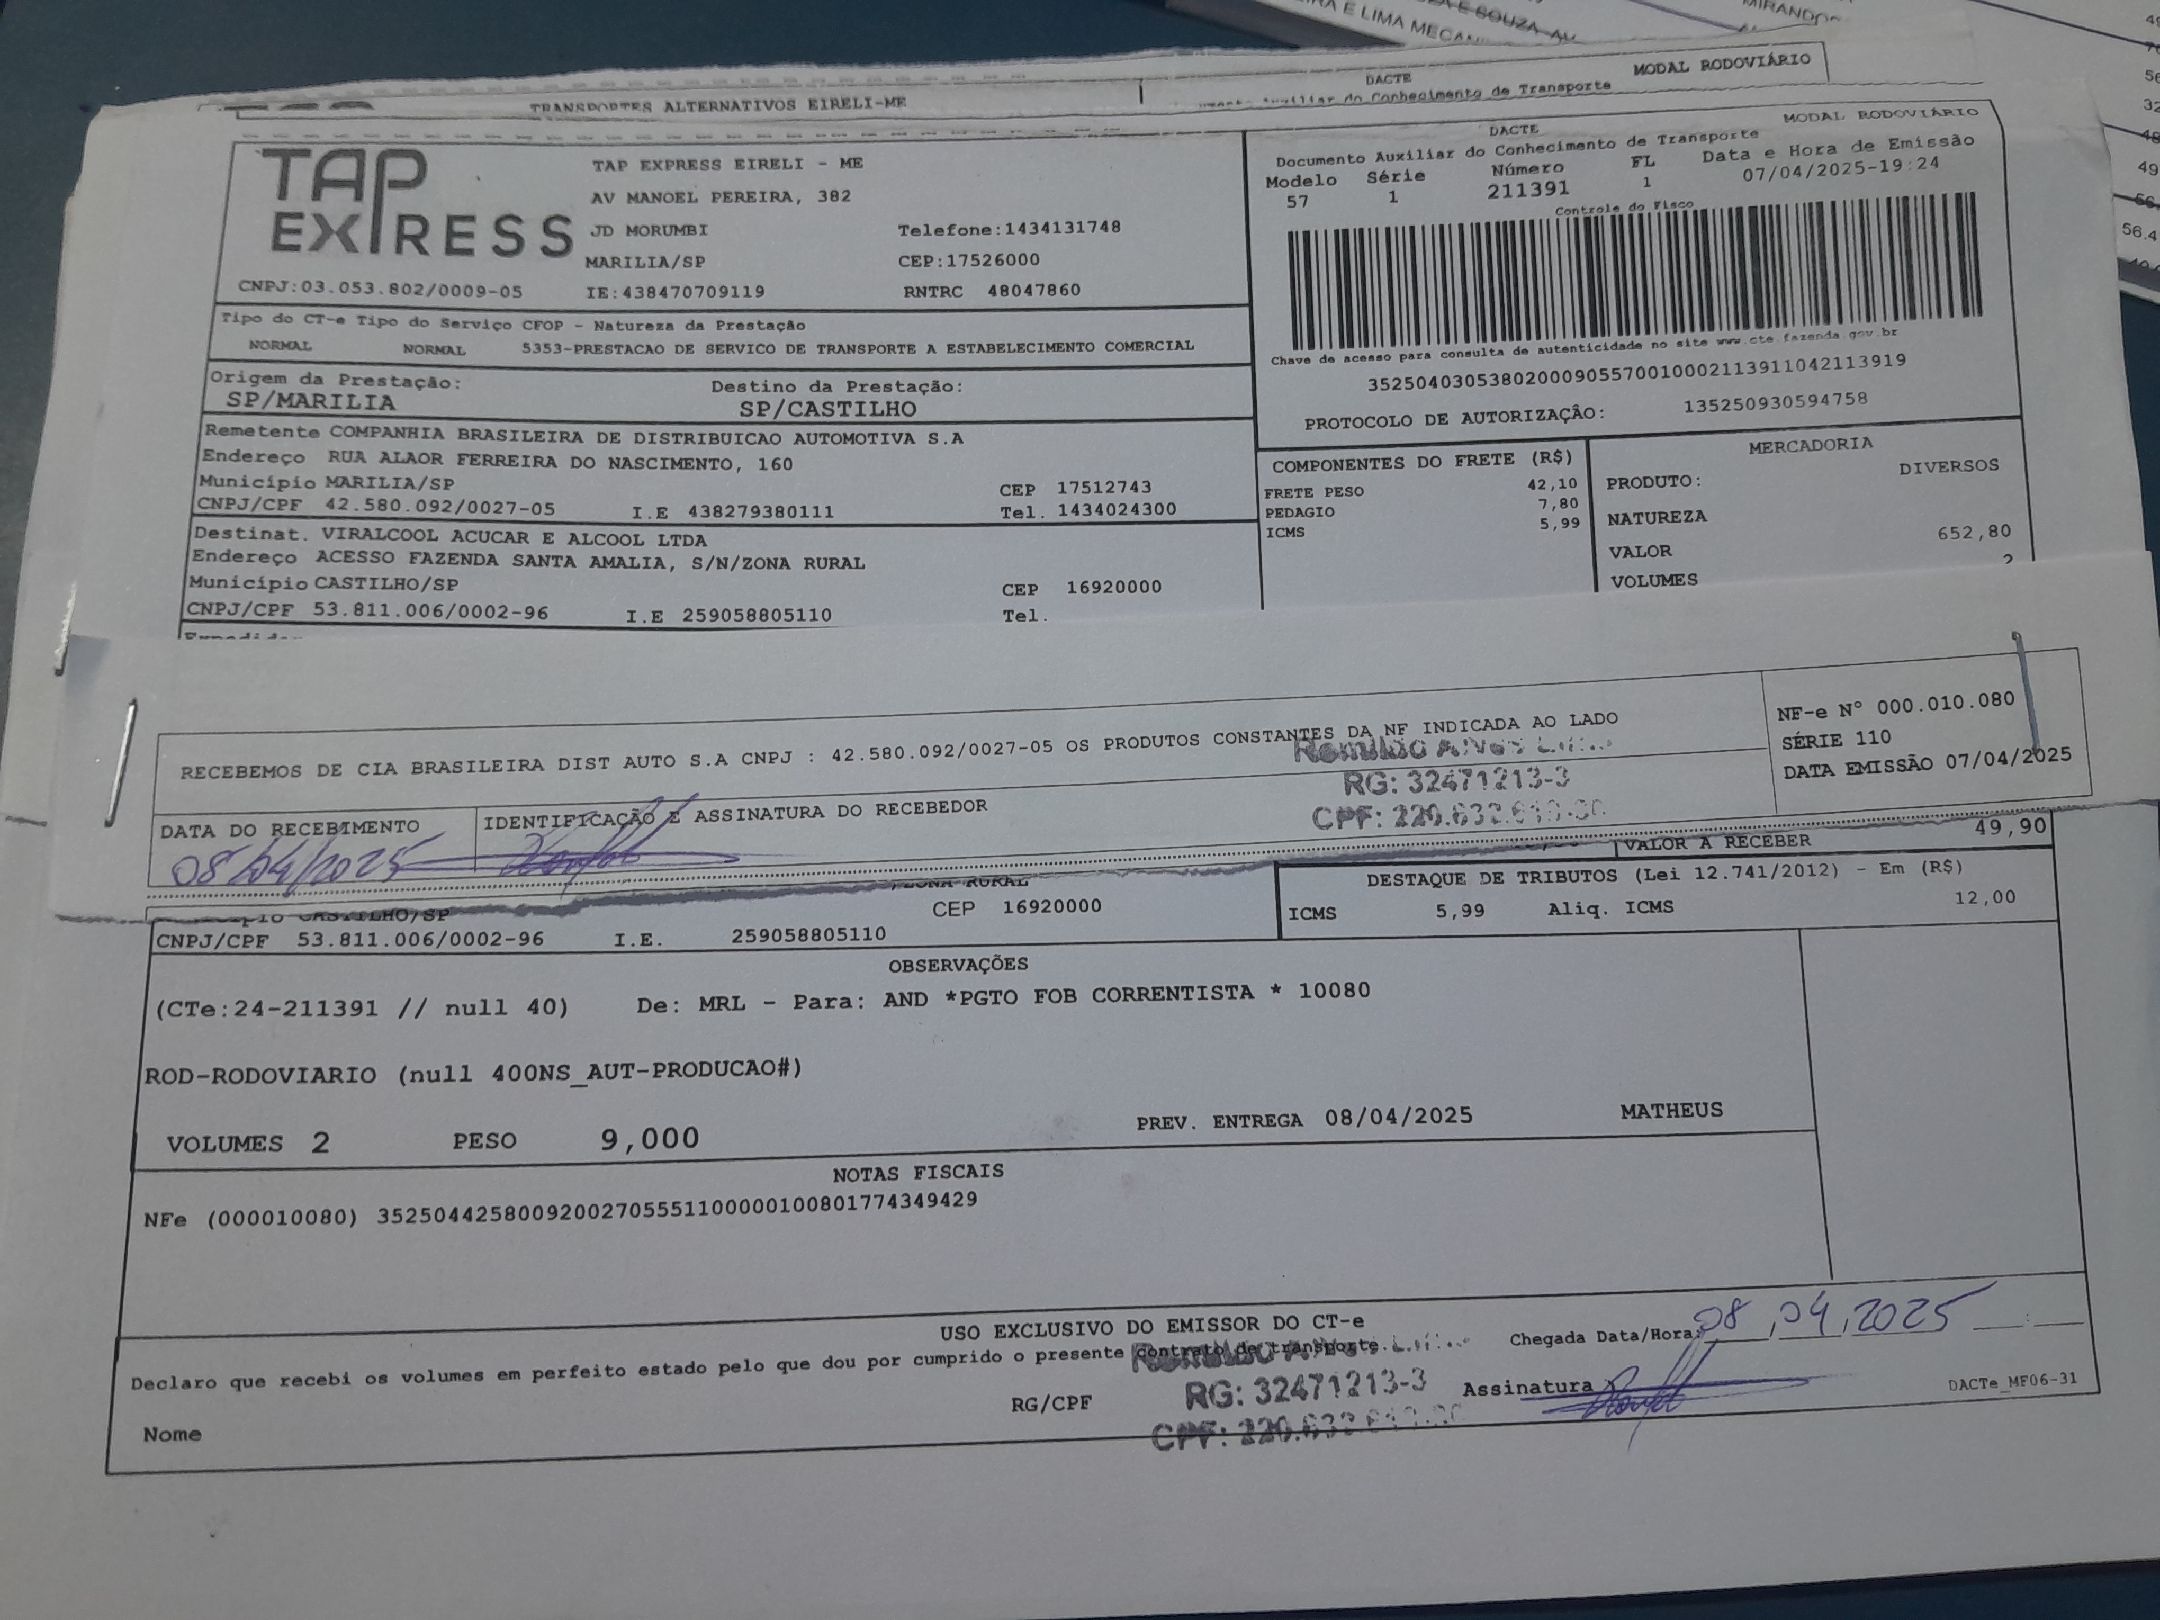 E LIMA
MODAL RODOVIÁRIO
DACTE
TRANSPORTES ALTERNATIVOS EIRELI-ME
do Conhecimento de Transporte
TAP EXPRESS
TAP EXPRESS EIRELI - ME
AV MANOEL PEREIRA, 382
JD MORUMBI Telefone:1434131748
MARILIA/SP CEP:17526000
CNPJ:03.053.802/0009-05 IE:438470709119 RNTRC 48047860
MODAL RODOVIÁRIO
DACTE
Documento Auxiliar do Conhecimento de Transporte
Modelo Série Número FL Data e Hora de Emissão
57 1 211391 1 07/04/2025-19:24
Controle do Fisco
Chave de acesso para consulta de autenticidade no site www.cte.fazenda.gov.br
35250403053802000905570010002113911042113919
PROTOCOLO DE AUTORIZAÇÃO: 135250930594758
Tipo do CT-e Tipo do Serviço CFOP - Natureza da Prestação
NORMAL NORMAL 5353-PRESTACAO DE SERVICO DE TRANSPORTE A ESTABELECIMENTO COMERCIAL
Origem da Prestação: Destino da Prestação:
SP/MARILIA SP/CASTILHO
Remetente COMPANHIA BRASILEIRA DE DISTRIBUICAO AUTOMOTIVA S.A
Endereço RUA ALAOR FERREIRA DO NASCIMENTO, 160
Município MARILIA/SP CEP 17512743
CNPJ/CPF 42.580.092/0027-05 I.E 438279380111 Tel. 1434024300
Destinat. VIRALCOOL ACUCAR E ALCOOL LTDA
Endereço ACESSO FAZENDA SANTA AMALIA, S/N/ZONA RURAL
Município CASTILHO/SP CEP 16920000
CNPJ/CPF 53.811.006/0002-96 I.E 259058805110 Tel.
COMPONENTES DO FRETE (R$)
FRETE PESO 42,10
PEDAGIO 7,80
ICMS 5,99
MERCADORIA
PRODUTO: DIVERSOS
NATUREZA
VALOR 652,80
VOLUMES 2
RECEBEMOS DE CIA BRASILEIRA DIST AUTO S.A CNPJ : 42.580.092/0027-05 OS PRODUTOS CONSTANTES DA NF INDICADA AO LADO
NF-e N° 000.010.080
SÉRIE 110
DATA EMISSÃO 07/04/2025
RG: 32471213-3
CPF:
DATA DO RECEBIMENTO IDENTIFICAÇÃO E ASSINATURA DO RECEBEDOR
08/04/2025
VALOR A RECEBER 49,90
ZONA RURAL
CASTILHO/SP CEP 16920000
CNPJ/CPF 53.811.006/0002-96 I.E. 259058805110
DESTAQUE DE TRIBUTOS (Lei 12.741/2012) - Em (R$)
ICMS 5,99 Aliq. ICMS 12,00
OBSERVAÇÕES
(CTe:24-211391 // null 40) De: MRL - Para: AND *PGTO FOB CORRENTISTA * 10080
ROD-RODOVIARIO (null 400NS_AUT-PRODUCAO#)
VOLUMES 2 PESO 9,000 PREV. ENTREGA 08/04/2025 MATHEUS
NOTAS FISCAIS
NFe (000010080) 35250442580092002705551100000100801774349429
USO EXCLUSIVO DO EMISSOR DO CT-e
Declaro que recebi os volumes em perfeito estado pelo que dou por cumprido o presente contrato de transporte.
Chegada Data/Hora: 08,04,2025
Nome RG/CPF
RG: 32471213-3
CPF:
Assinatura
DACTe_MF06-31